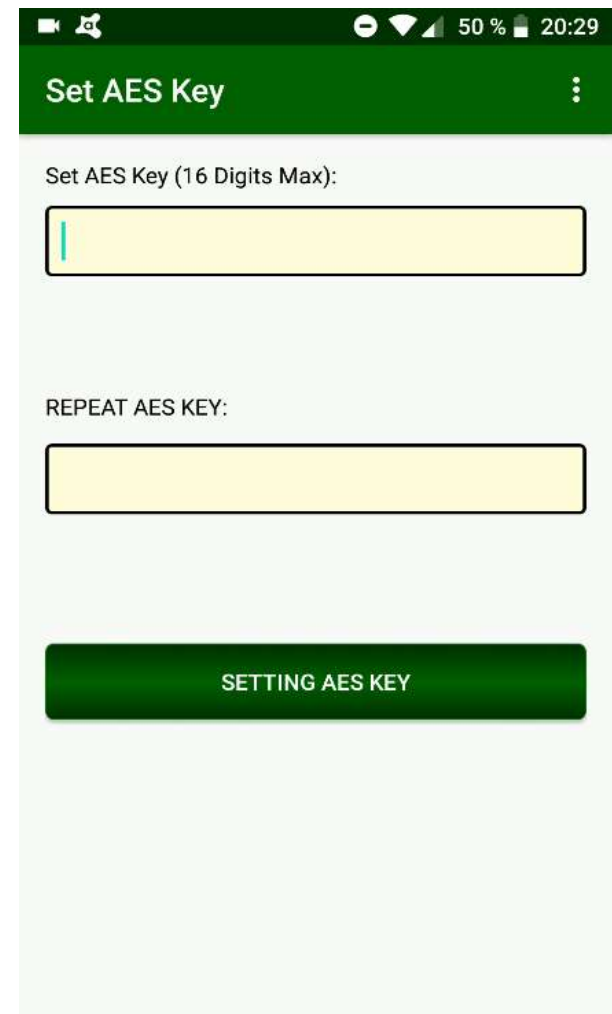 50 % 20:29
Set AES Key
Set AES Key (16 Digits Max):
REPEAT AES KEY:
SETTING AES KEY